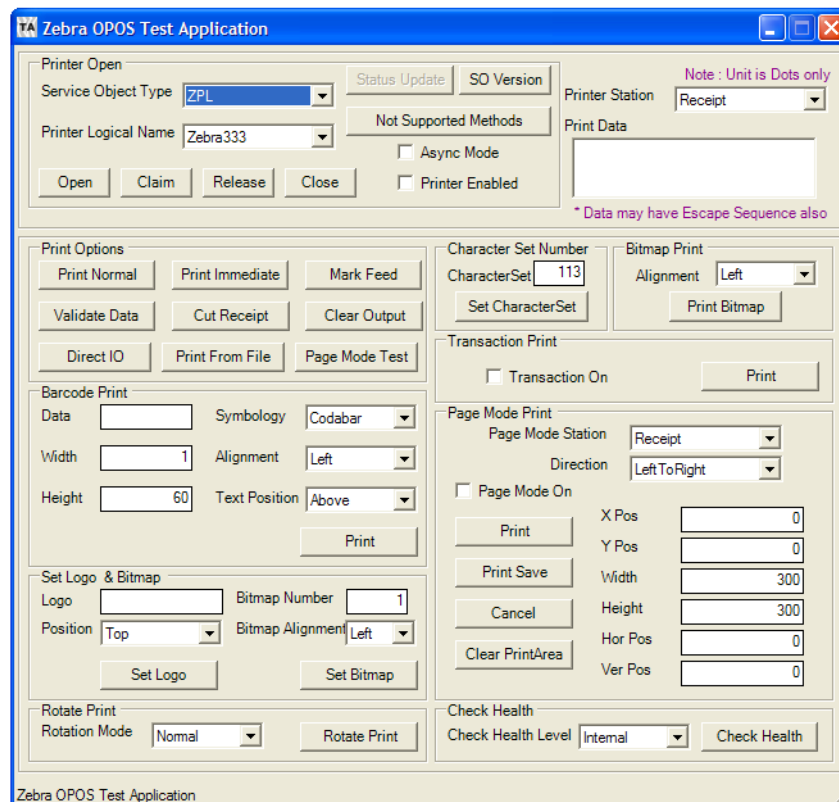 TA Zebra OPOS Test Application
Printer Open
Service Object Type ZPL
Status Update SO Version
Printer Logical Name Zebra333
Not Supported Methods
Async Mode
Printer Enabled
Open Claim Release Close
Note : Unit is Dots only
Printer Station Receipt
Print Data
* Data may have Escape Sequence also
Print Options
Print Normal Print Immediate Mark Feed
Validate Data Cut Receipt Clear Output
Direct IO Print From File Page Mode Test
Character Set Number
CharacterSet 113
Set CharacterSet
Bitmap Print
Alignment Left
Print Bitmap
Transaction Print
Transaction On Print
Barcode Print
Data Symbology Codabar
Width 1 Alignment Left
Height 60 Text Position Above
Print
Page Mode Print
Page Mode Station Receipt
Direction LeftToRight
Page Mode On
Print
Print Save
Cancel
Clear PrintArea
X Pos 0
Y Pos 0
Width 300
Height 300
Hor Pos 0
Ver Pos 0
Set Logo & Bitmap
Logo Bitmap Number 1
Position Top Bitmap Alignment Left
Set Logo Set Bitmap
Rotate Print
Rotation Mode Normal Rotate Print
Check Health
Check Health Level Internal Check Health
Zebra OPOS Test Application